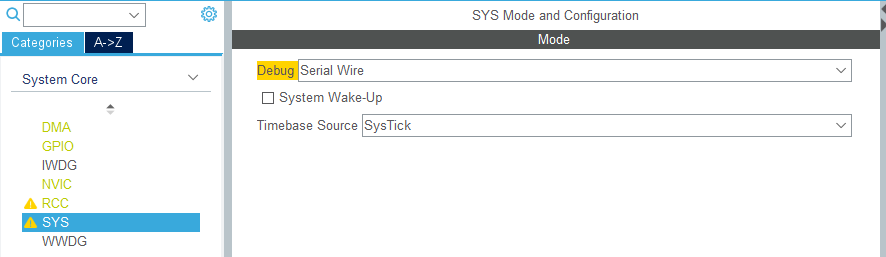 SYS Mode and Configuration
Categories A->Z
Mode
System Core
Debug Serial Wire
System Wake-Up
Timebase Source SysTick
DMA
GPIO
IWDG
NVIC
RCC
SYS
WWDG